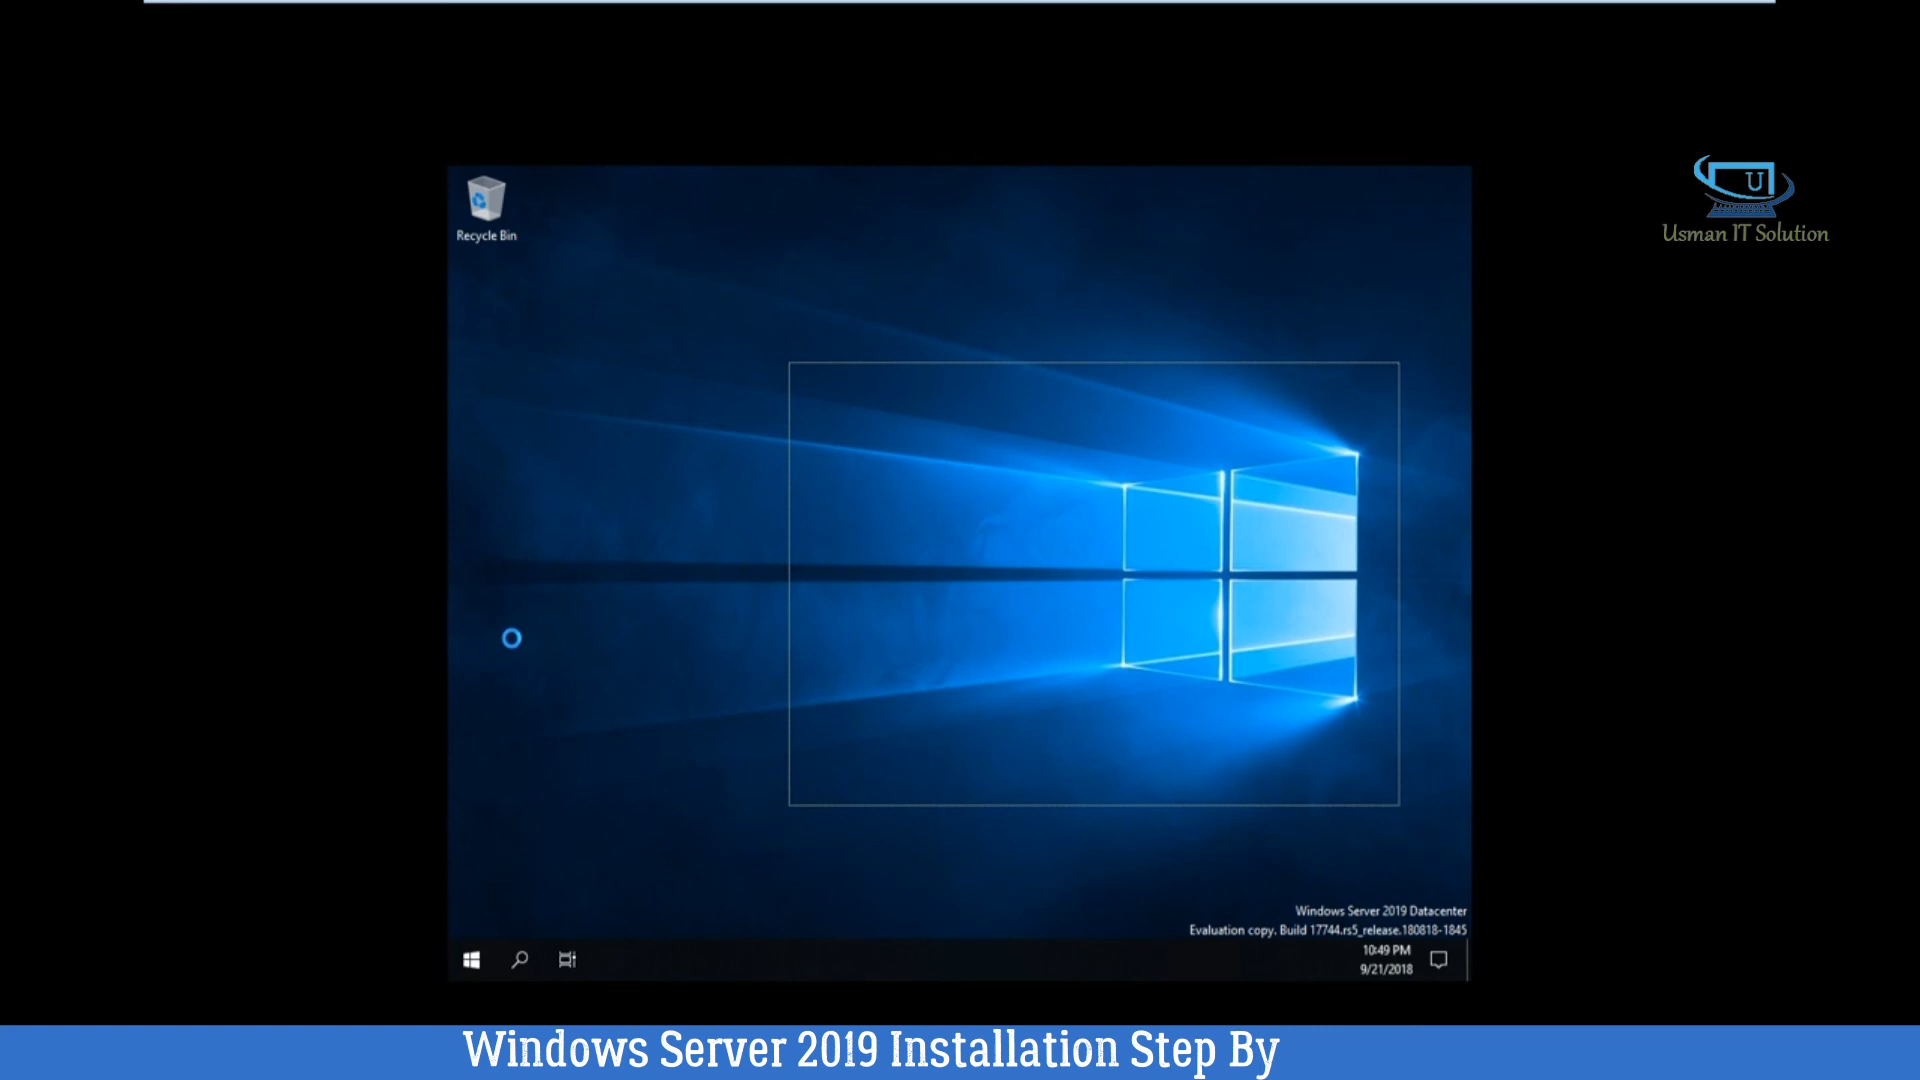 U
Usman IT Solution
Recycle Bin
Windows Server 2019 Datacenter
Evaluation copy. Build 17744.rs5_release.180818-1845
10:49 PM
9/21/2018
Windows Server 2019 Installation Step By